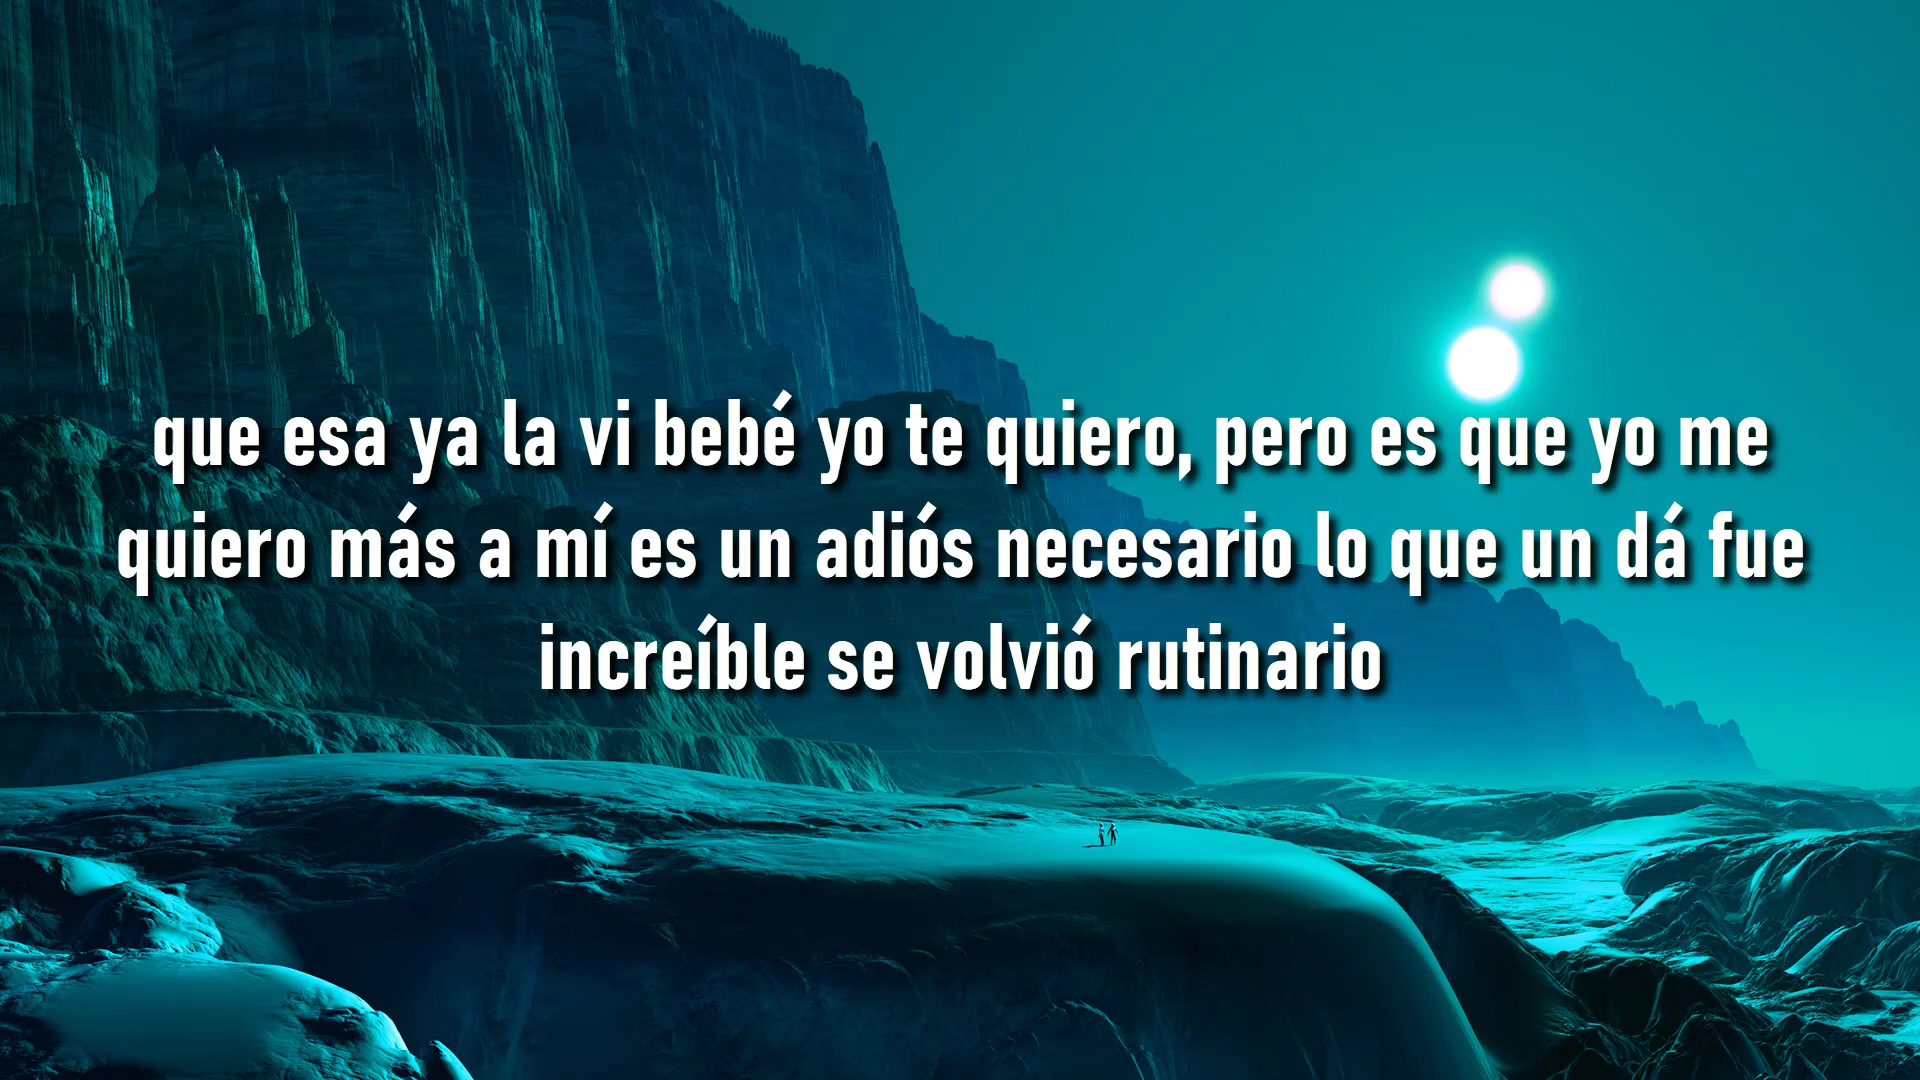 que esa ya la vi bebé yo te quiero, pero es que yo me
quiero más a mí es un adiós necesario lo que un dá fue
increíble se volvió rutinario